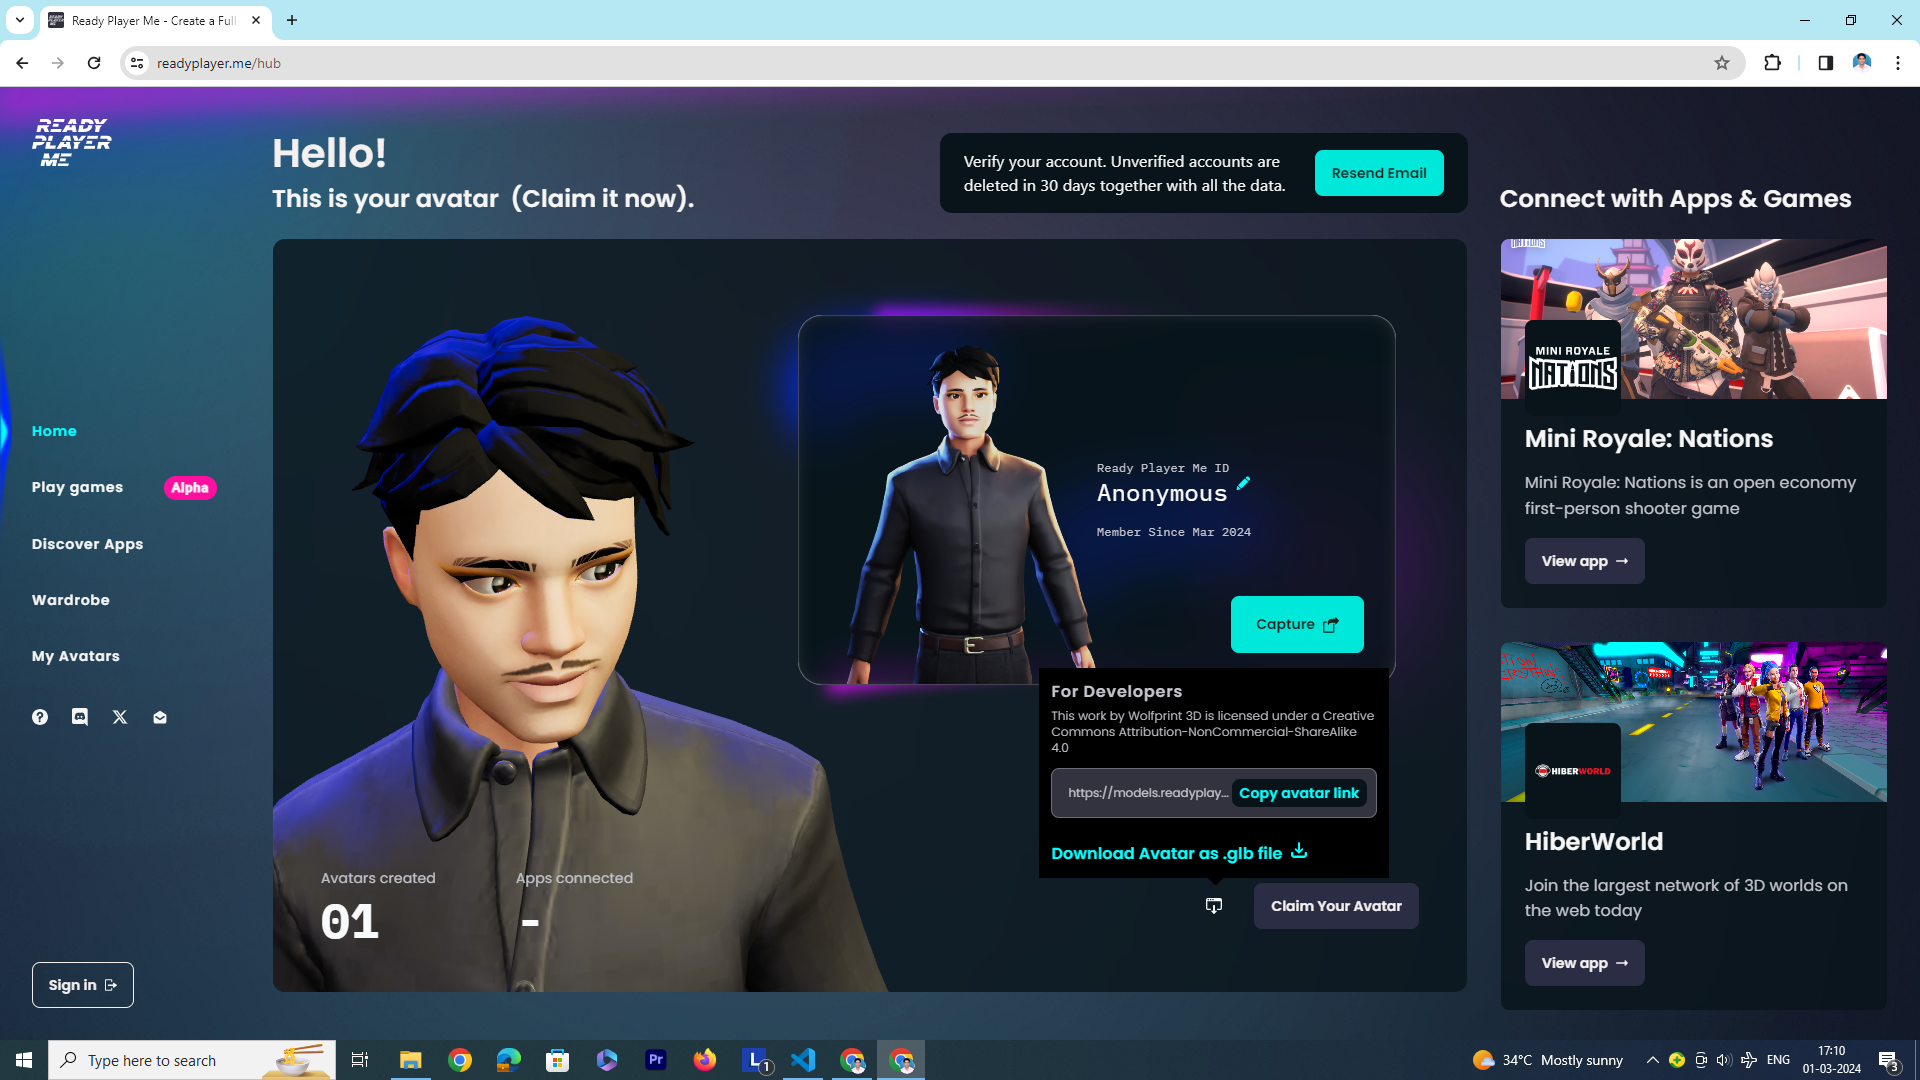 Ready Player Me - Create a Full
readyplayer.me/hub
READY
PLAYER
ME
Home
Play games Alpha
Discover Apps
Wardrobe
My Avatars
Sign in
Hello!
This is your avatar (Claim it now).
Verify your account. Unverified accounts are
deleted in 30 days together with all the data.
Resend Email
Ready Player Me ID
Anonymous
Member Since Mar 2024
Capture
For Developers
This work by Wolfprint 3D is licensed under a Creative
Commons Attribution-NonCommercial-ShareAlike
4.0
https://models.readyplay... Copy avatar link
Download Avatar as .glb file
Avatars created
01
Apps connected
-
Claim Your Avatar
Connect with Apps & Games
NATIONS
MINI ROYALE
NATIONS
Mini Royale: Nations
Mini Royale: Nations is an open economy
first-person shooter game
View app →
HIBERWORLD
HiberWorld
Join the largest network of 3D worlds on
the web today
View app →
Type here to search
Pr
L 1
34°C Mostly sunny
ENG
17:10
01-03-2024
3